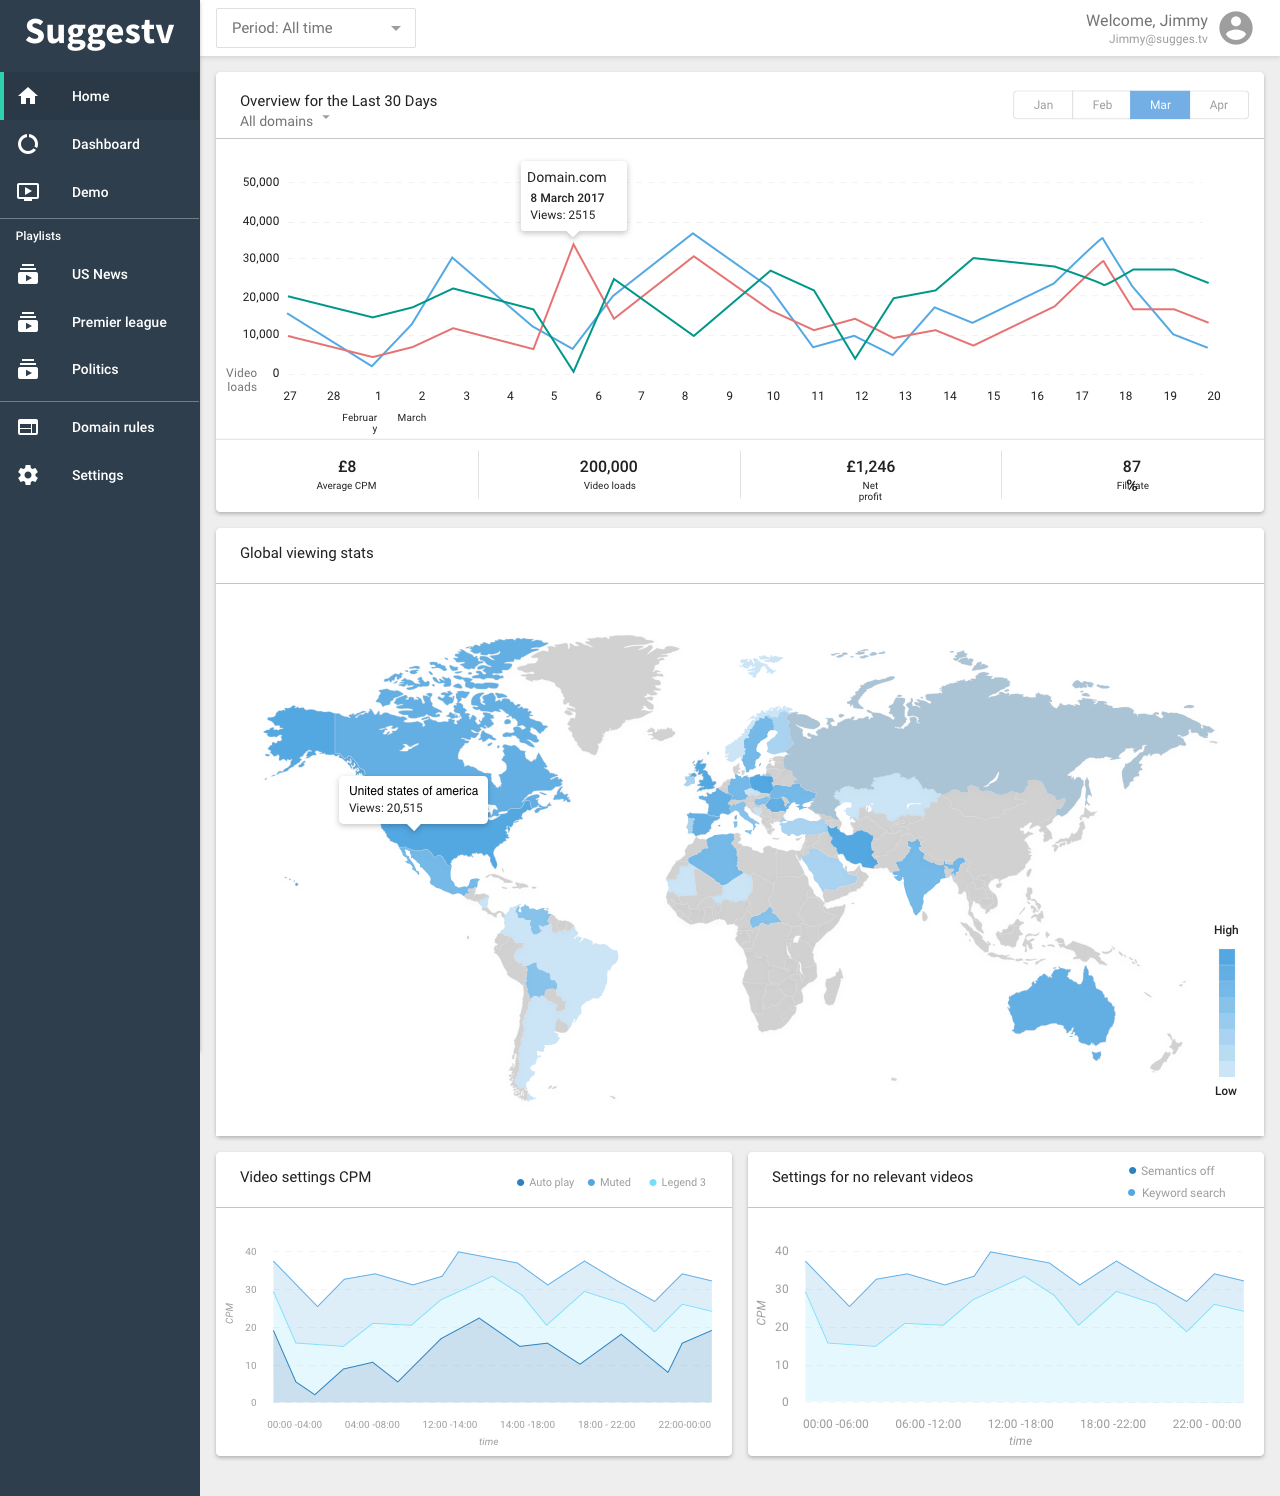 Suggestv
Period: All time
Welcome, Jimmy
Jimmy@sugges.tv
Home
Dashboard
Demo
Playlists
US News
Premier league
Politics
Domain rules
Settings
Overview for the Last 30 Days
All domains
Jan Feb Mar Apr
Domain.com
8 March 2017
Views: 2515
50,000
40,000
30,000
20,000
10,000
0
Video
loads
27 28 1 2 3 4 5 6 7 8 9 10 11 12 13 14 15 16 17 18 19 20
Februar
y
March
£8
Average CPM
200,000
Video loads
£1,246
Net
profit
87
%
Global viewing stats
United states of america
Views: 20,515
High
Low
Video settings CPM
Auto play Muted Legend 3
40
30
20
10
0
CPM
00:00 -04:00 04:00 -08:00 12:00 -14:00 14:00 -18:00 18:00 - 22:00 22:00-00:00
time
Settings for no relevant videos
Semantics off
Keyword search
40
30
20
10
0
CPM
00:00 -06:00 06:00 -12:00 12:00 -18:00 18:00 -22:00 22:00 - 00:00
time